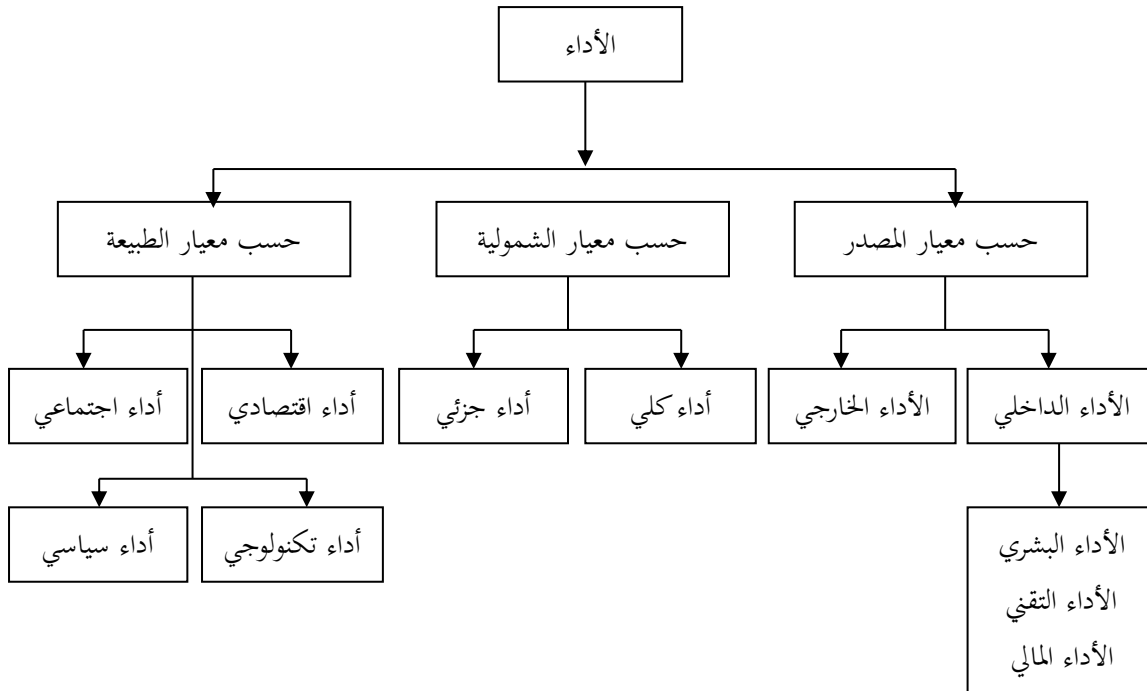 الأداء
حسب معيار المصدر
حسب معيار الشمولية
حسب معيار الطبيعة
الأداء الداخلي
الأداء الخارجي
أداء كلي
أداء جزئي
أداء اقتصادي
أداء اجتماعي
الأداء البشري
الأداء التقني
الأداء المالي
أداء تكنولوجي
أداء سياسي